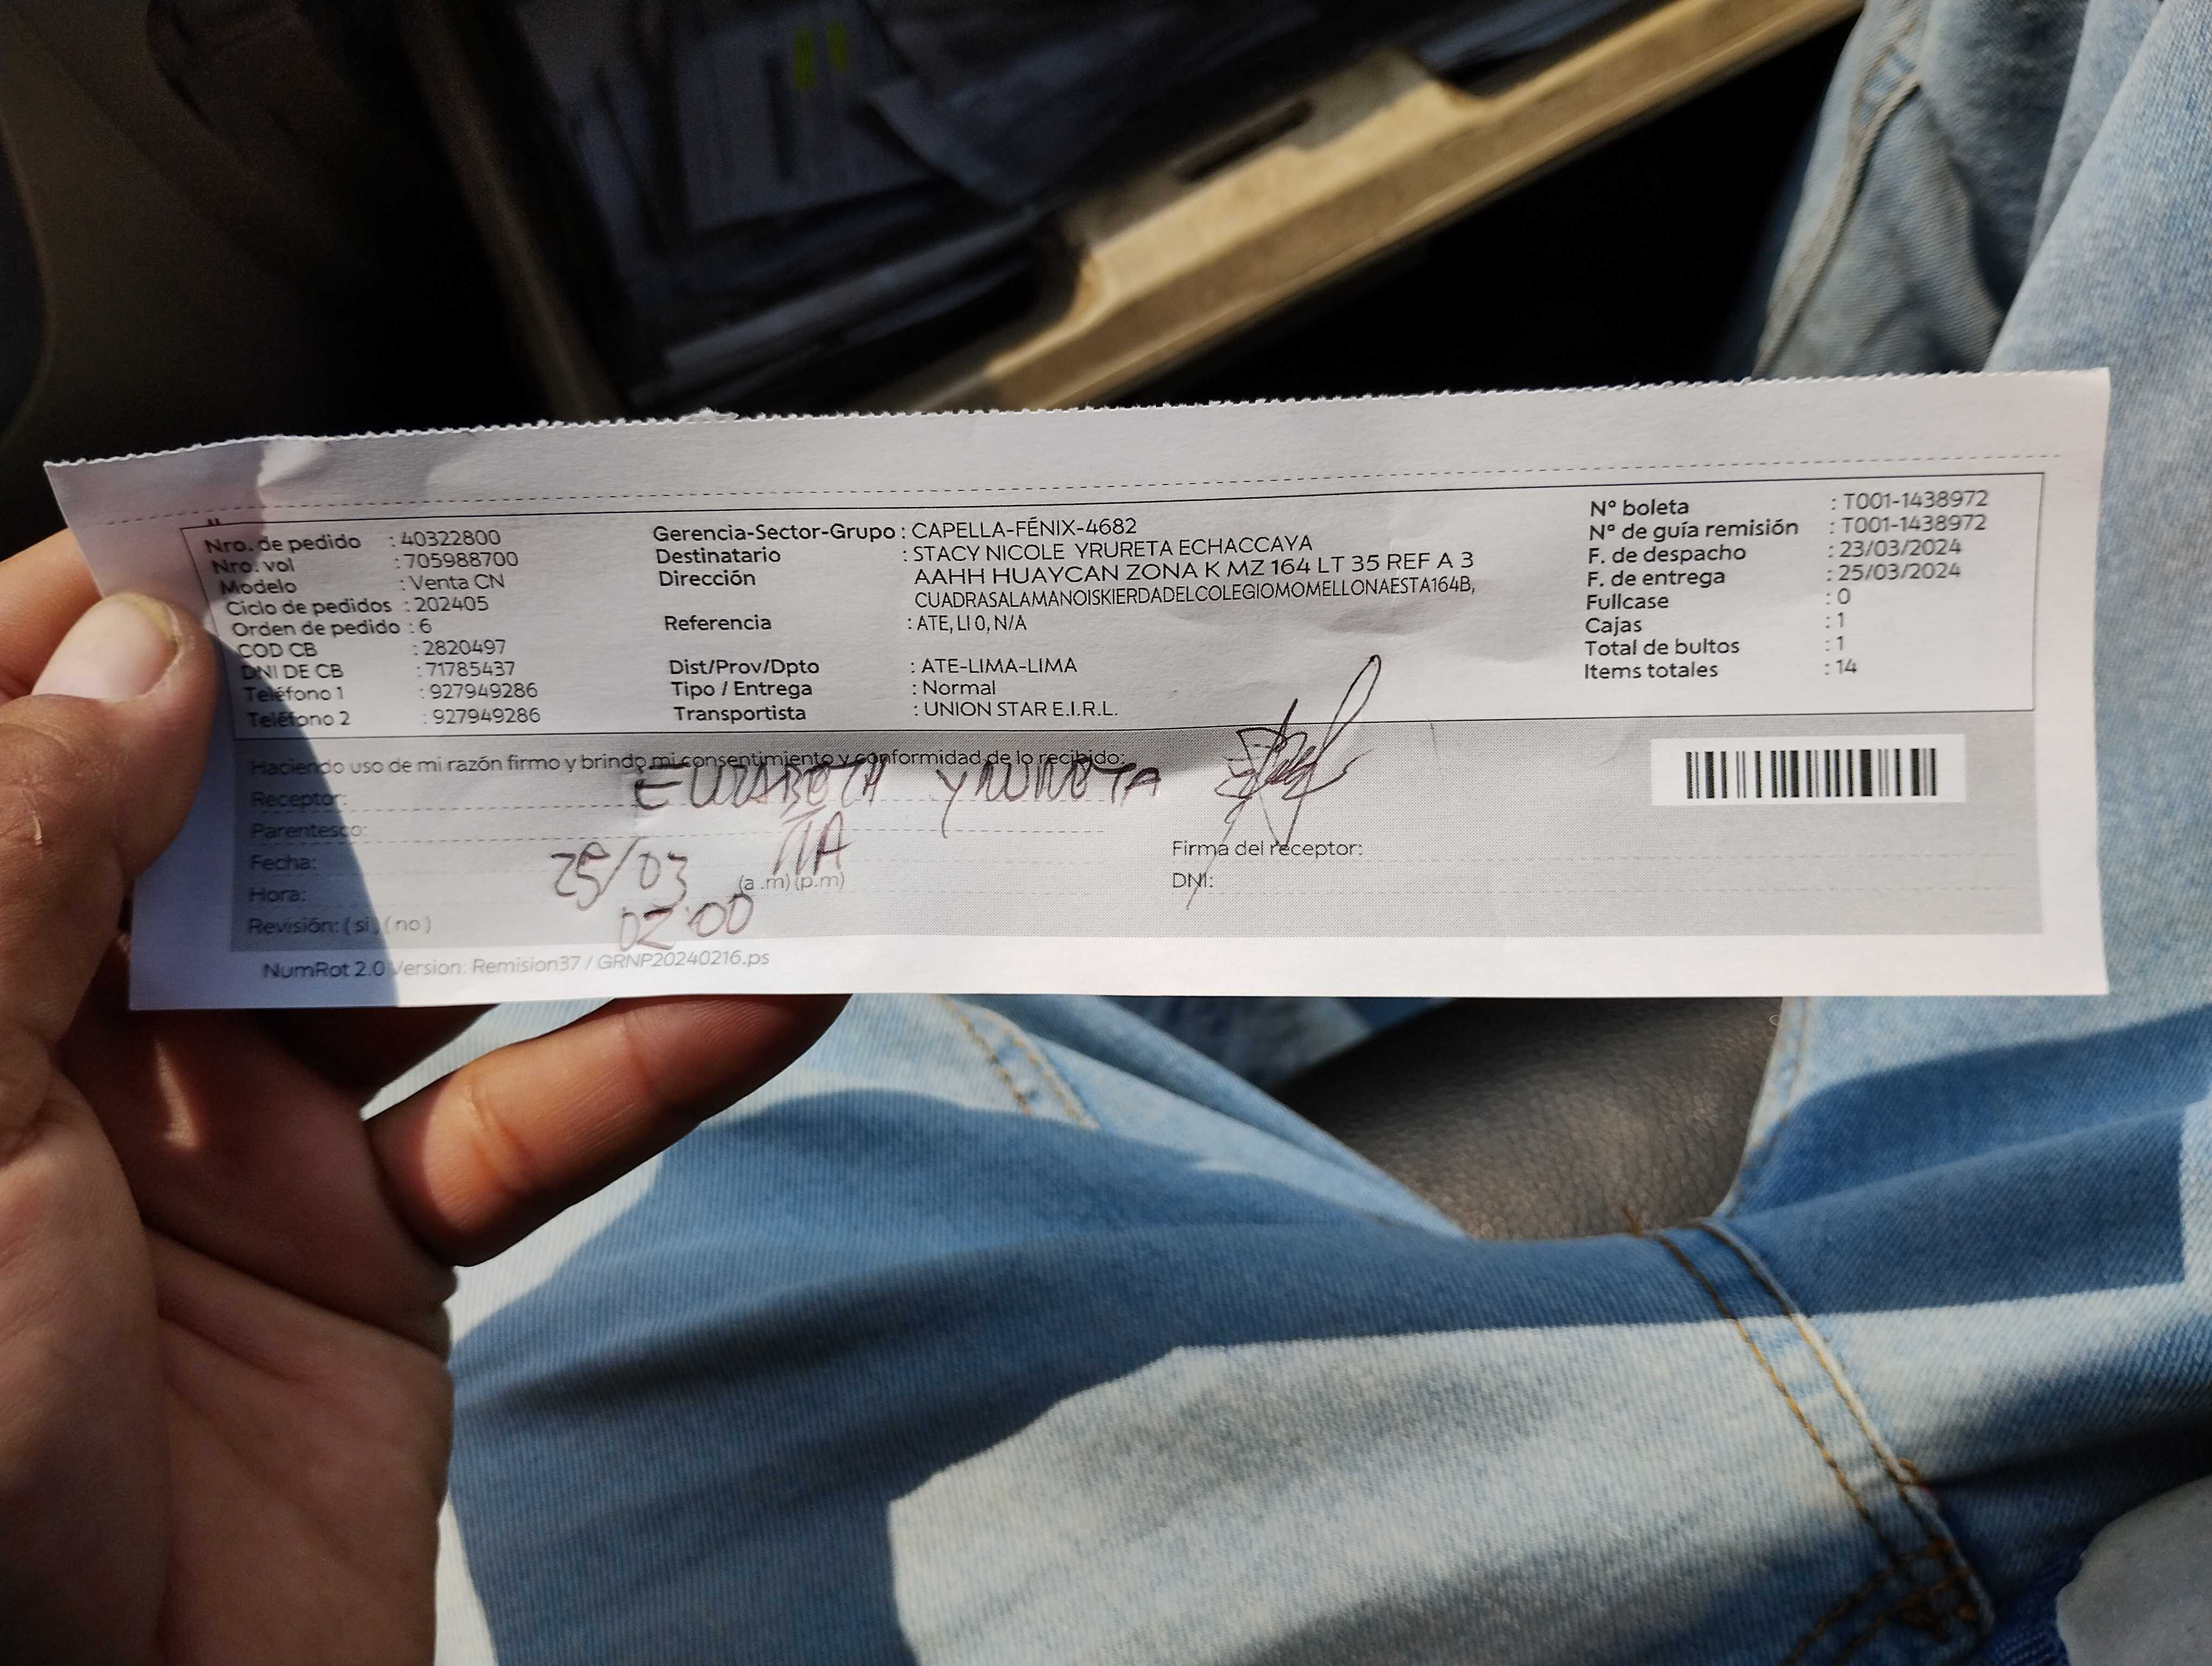 Nro. de pedido : 40322800
Nro. vol : 705988700
Modelo : Venta CN
Ciclo de pedidos : 202405
Orden de pedido : 6
COD CB : 2820497
DNI DE CB : 71785437
Teléfono 1 : 927949286
Teléfono 2 : 927949286
Gerencia-Sector-Grupo : CAPELLA-FÉNIX-4682
Destinatario : STACY NICOLE YRURETA ECHACCAYA
Dirección AAHH HUAYCAN ZONA K MZ 164 LT 35 REF A 3
CUADRASALAMANOISKIERDADELCOLEGIOMOMELLONAESTA164B,
Referencia : ATE, LI 0, N/A
Dist/Prov/Dpto : ATE-LIMA-LIMA
Tipo / Entrega : Normal
Transportista : UNION STAR E.I.R.L.
Nº boleta : T001-1438972
Nº de guía remisión : T001-1438972
F. de despacho : 23/03/2024
F. de entrega : 25/03/2024
Fullcase : 0
Cajas : 1
Total de bultos : 1
Items totales : 14
Haciendo uso de mi razón firmo y brindo mi consentimiento y conformidad de lo recibido:
Receptor: ELIZABETH YRURETA
Parentesco: TIA
Fecha: 25/03
Hora: (a .m) (p.m) 02:00
Revisión: ( si ) ( no )
Firma del receptor:
DNI:
NumRot 2.0 Version: Remision37 / GRNP20240216.ps